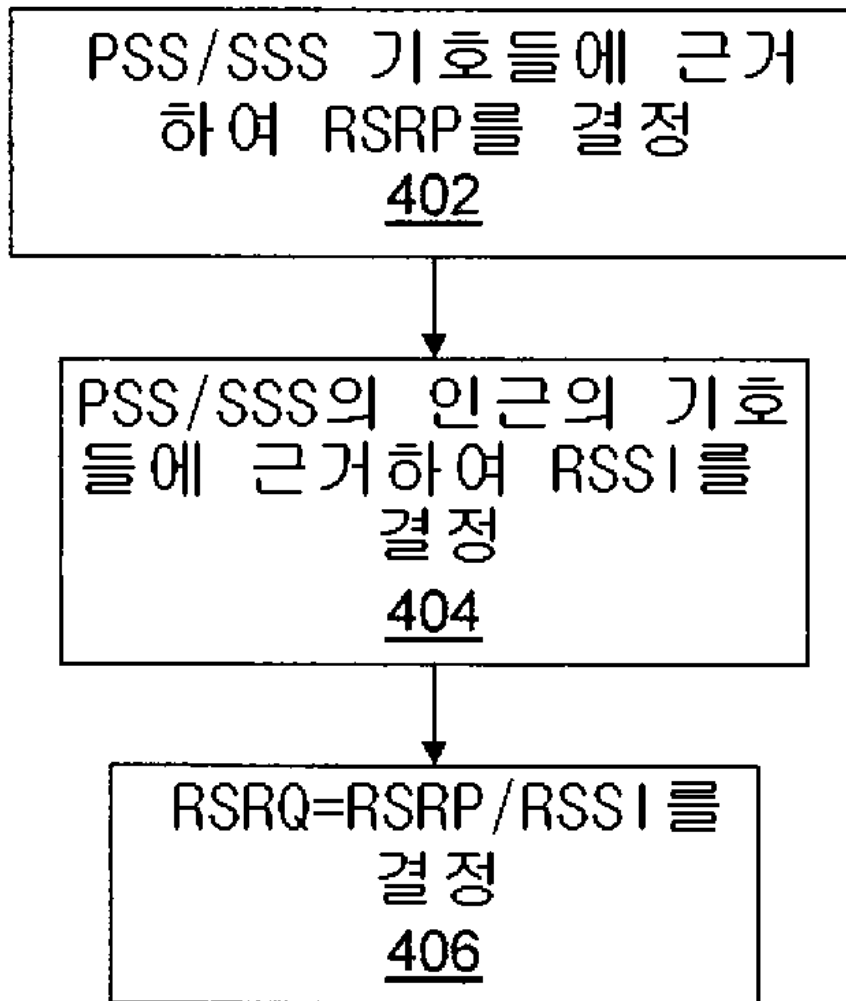 PSS/SSS 기호들에 근거
하여 RSRP를 결정
402
PSS/SSS의 인근의 기호
들에 근거하여 RSSI를
결정
404
RSRQ=RSRP/RSSI를
결정
406